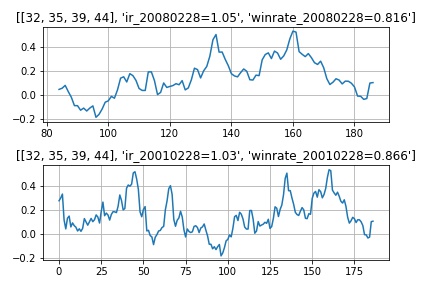 [[32, 35, 39, 44], 'ir_20080228=1.05', 'winrate_20080228=0.816']
0.4
0.2
0.0
−0.2
80 100 120 140 160 180
[[32, 35, 39, 44], 'ir_20010228=1.03', 'winrate_20010228=0.866']
0.4
0.2
0.0
−0.2
0 25 50 75 100 125 150 175